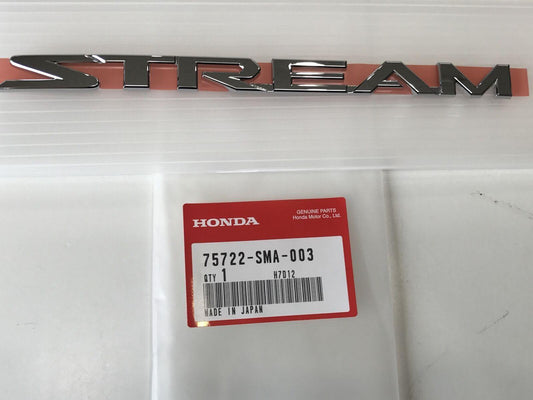 STREAM
HONDA
GENUINE PARTS
Honda Motor Co., Ltd.
75722-SMA-003
QTY 1 H7D12
MADE IN JAPAN